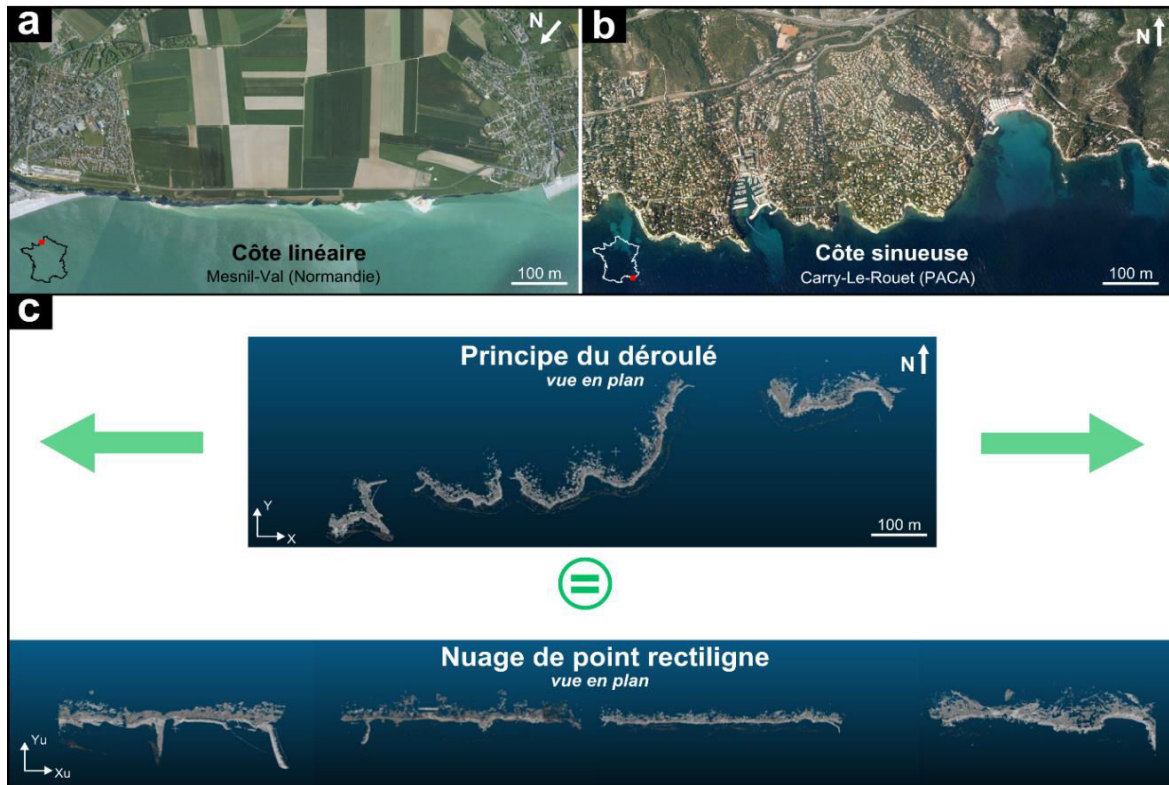 a
N
Côte linéaire
Mesnil-Val (Normandie)
100 m
b
N
Côte sinueuse
Carry-Le-Rouet (PACA)
100 m
c
Principe du déroulé
vue en plan
N
Y
X
100 m
Nuage de point rectiligne
vue en plan
Yu
Xu